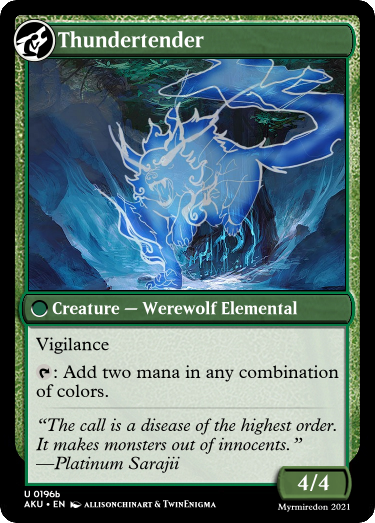 Thundertender
Creature — Werewolf Elemental
Vigilance
: Add two mana in any combination
of colors.
“The call is a disease of the highest order.
It makes monsters out of innocents.”
—Platinum Sarajii
4/4
U 0196b
AKU • EN ALLISONCHINART & TWINENIGMA
Myrmiredon 2021